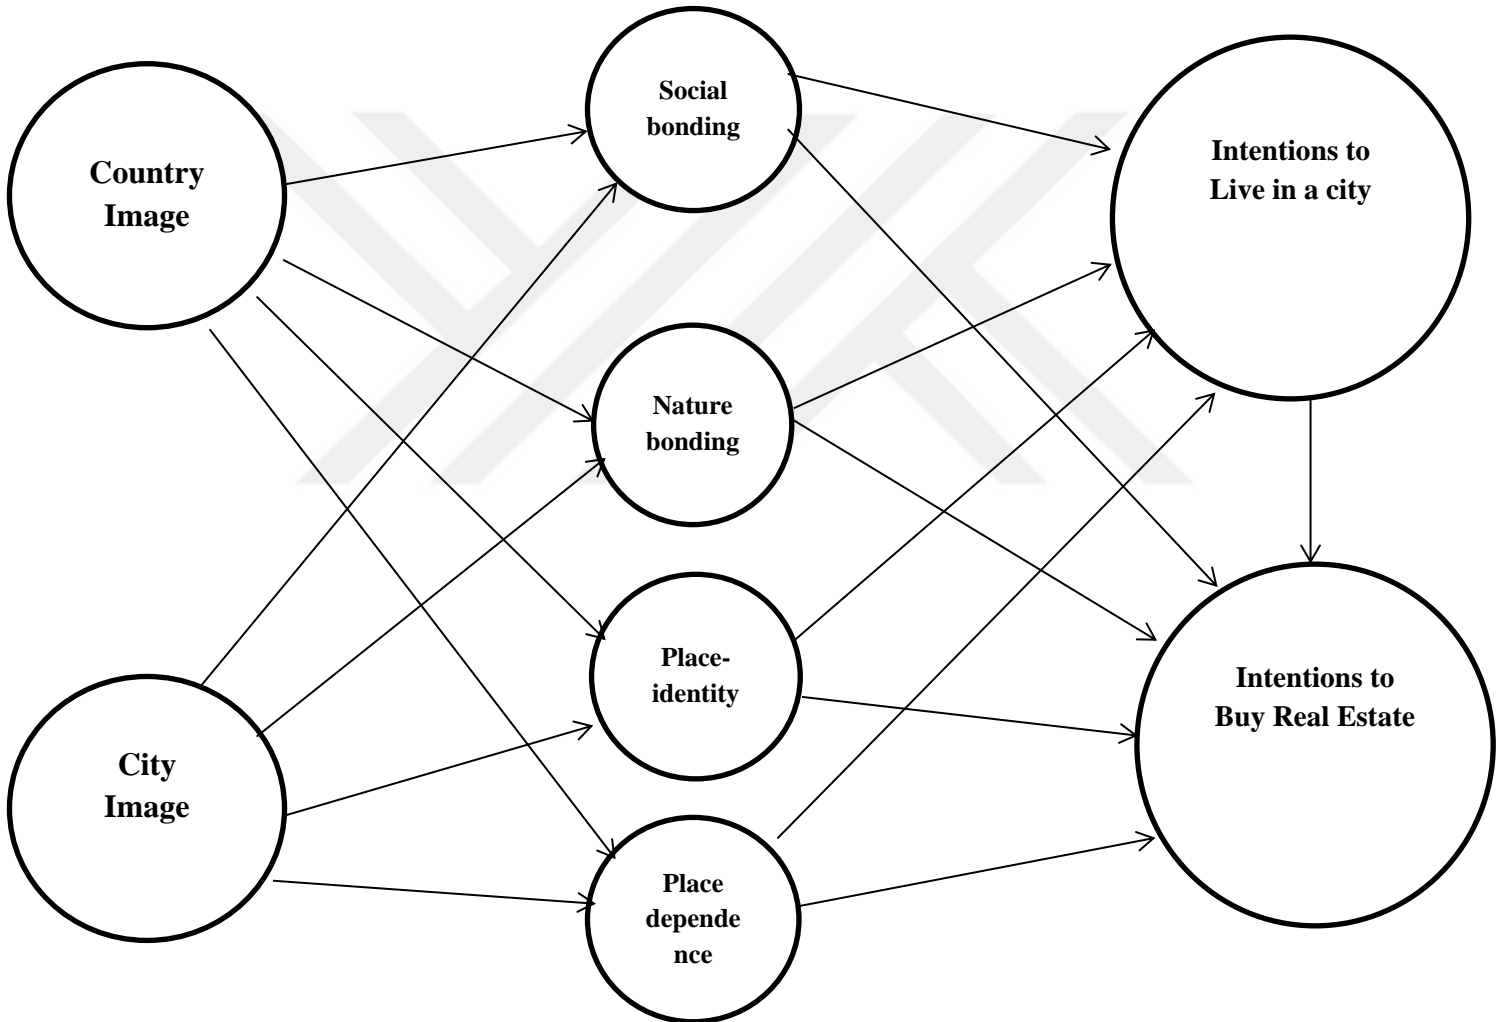 Country
Image
Social
bonding
Intentions to
Live in a city
Nature
bonding
Place-
identity
Intentions to
Buy Real Estate
City
Image
Place
depende
nce